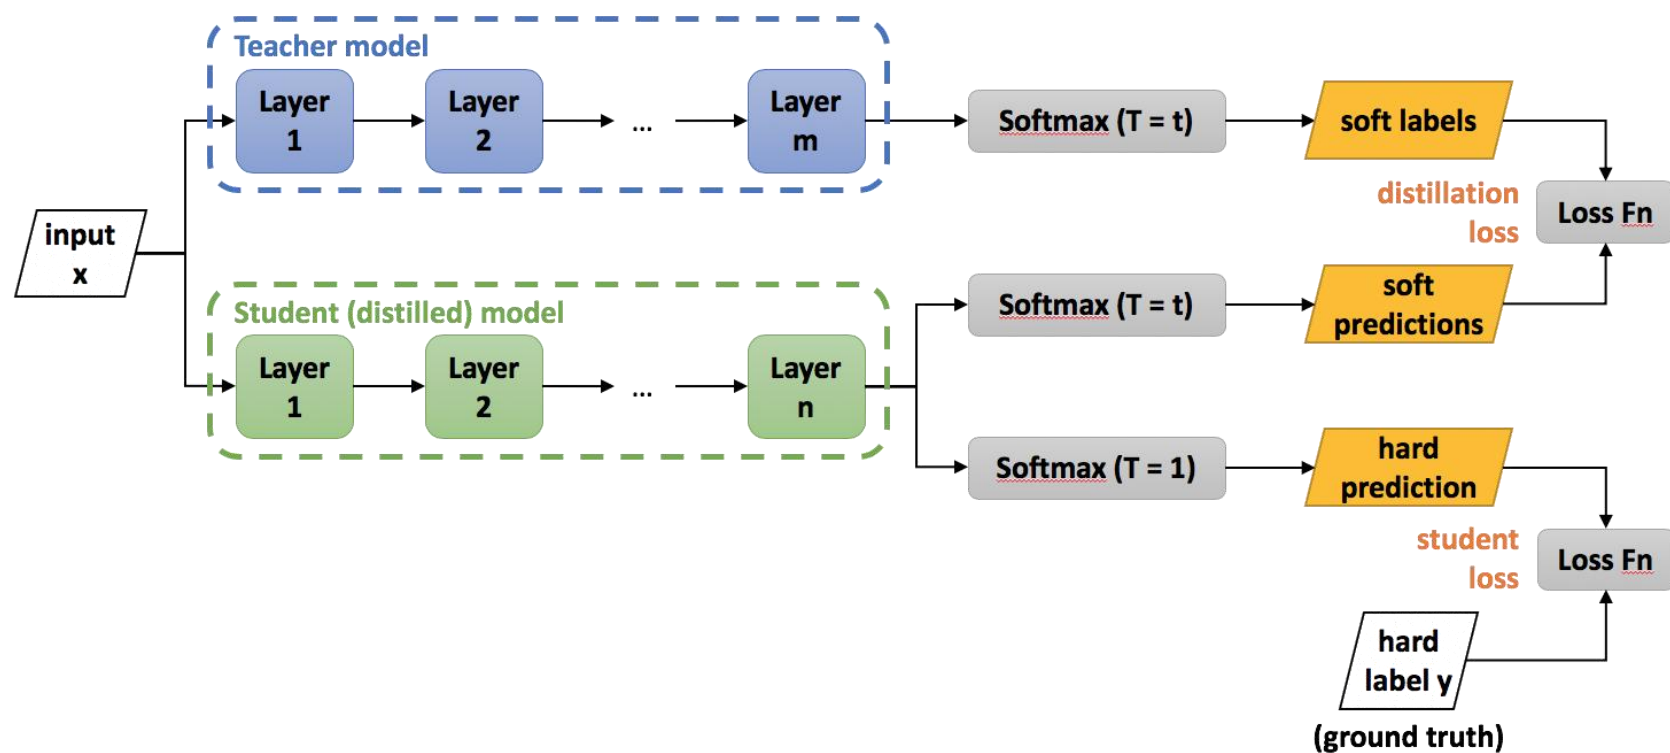 Teacher model
Layer
1
Layer
2
...
Layer
m
Softmax (T = t)
soft labels
distillation
loss
Loss Fn
input
x
Student (distilled) model
Layer
1
Layer
2
...
Layer
n
Softmax (T = t)
soft
predictions
Softmax (T = 1)
hard
prediction
student
loss
Loss Fn
hard
label y
(ground truth)